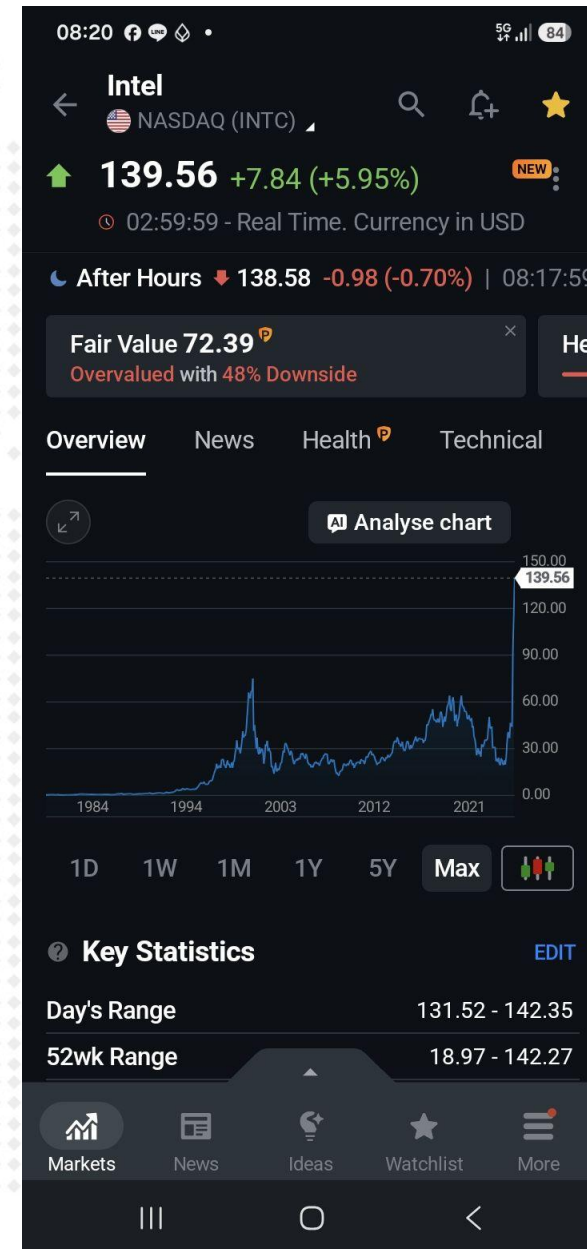 08:20
5G
84
Intel
NASDAQ (INTC)
139.56 +7.84 (+5.95%)
NEW
02:59:59 - Real Time. Currency in USD
After Hours 138.58 -0.98 (-0.70%) | 08:17:59
Fair Value 72.39
Overvalued with 48% Downside
He
Overview News Health Technical
AI Analyse chart
150.00
139.56
120.00
90.00
60.00
30.00
0.00
1984 1994 2003 2012 2021
1D 1W 1M 1Y 5Y Max
Key Statistics EDIT
Day's Range 131.52 - 142.35
52wk Range 18.97 - 142.27
Markets News Ideas Watchlist More